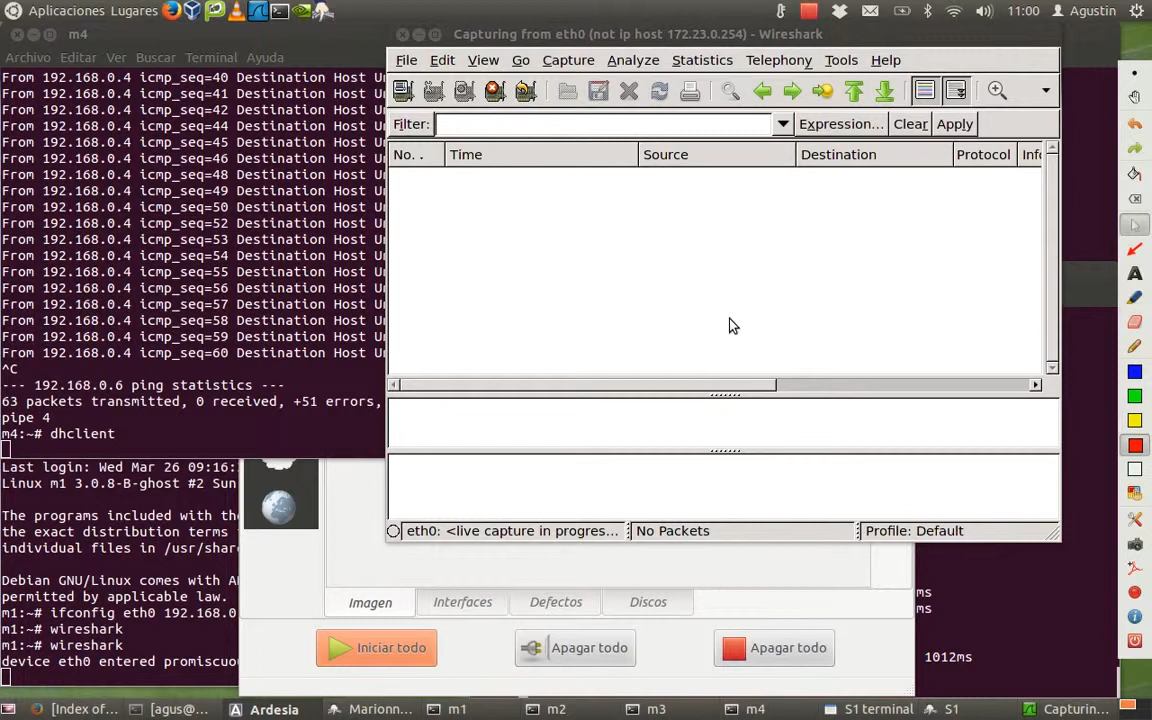 Aplicaciones Lugares 11:00 Agustin
m4
Archivo Editar Ver Buscar Terminal Ayuda
From 192.168.0.4 icmp_seq=40 Destination Host
From 192.168.0.4 icmp_seq=41 Destination Host
From 192.168.0.4 icmp_seq=42 Destination Host
From 192.168.0.4 icmp_seq=44 Destination Host
From 192.168.0.4 icmp_seq=45 Destination Host
From 192.168.0.4 icmp_seq=46 Destination Host
From 192.168.0.4 icmp_seq=48 Destination Host
From 192.168.0.4 icmp_seq=49 Destination Host
From 192.168.0.4 icmp_seq=50 Destination Host
From 192.168.0.4 icmp_seq=52 Destination Host
From 192.168.0.4 icmp_seq=53 Destination Host
From 192.168.0.4 icmp_seq=54 Destination Host
From 192.168.0.4 icmp_seq=55 Destination Host
From 192.168.0.4 icmp_seq=56 Destination Host
From 192.168.0.4 icmp_seq=57 Destination Host
From 192.168.0.4 icmp_seq=58 Destination Host
From 192.168.0.4 icmp_seq=59 Destination Host
From 192.168.0.4 icmp_seq=60 Destination Host
^C
--- 192.168.0.6 ping statistics ---
63 packets transmitted, 0 received, +51 errors,
pipe 4
m4:~# dhclient
Capturing from eth0 (not ip host 172.23.0.254) - Wireshark
File Edit View Go Capture Analyze Statistics Telephony Tools Help
Filter: Expression... Clear Apply
No. . Time Source Destination Protocol Info
eth0: <live capture in progres... No Packets Profile: Default
Last login: Wed Mar 26 09:16:
Linux m1 3.0.8-B-ghost #2 Sun
The programs included with the
the exact distribution terms
individual files in /usr/share
Debian GNU/Linux comes with A
permitted by applicable law.
m1:~# ifconfig eth0 192.168.0
m1:~# wireshark
m1:~# wireshark
device eth0 entered promiscuo
Imagen Interfaces Defectos Discos
Iniciar todo Apagar todo Apagar todo
ms
ms
1012ms
[Index of... [agus@... Ardesia Marionn... m1 m2 m3 m4 S1 terminal S1 Capturin...